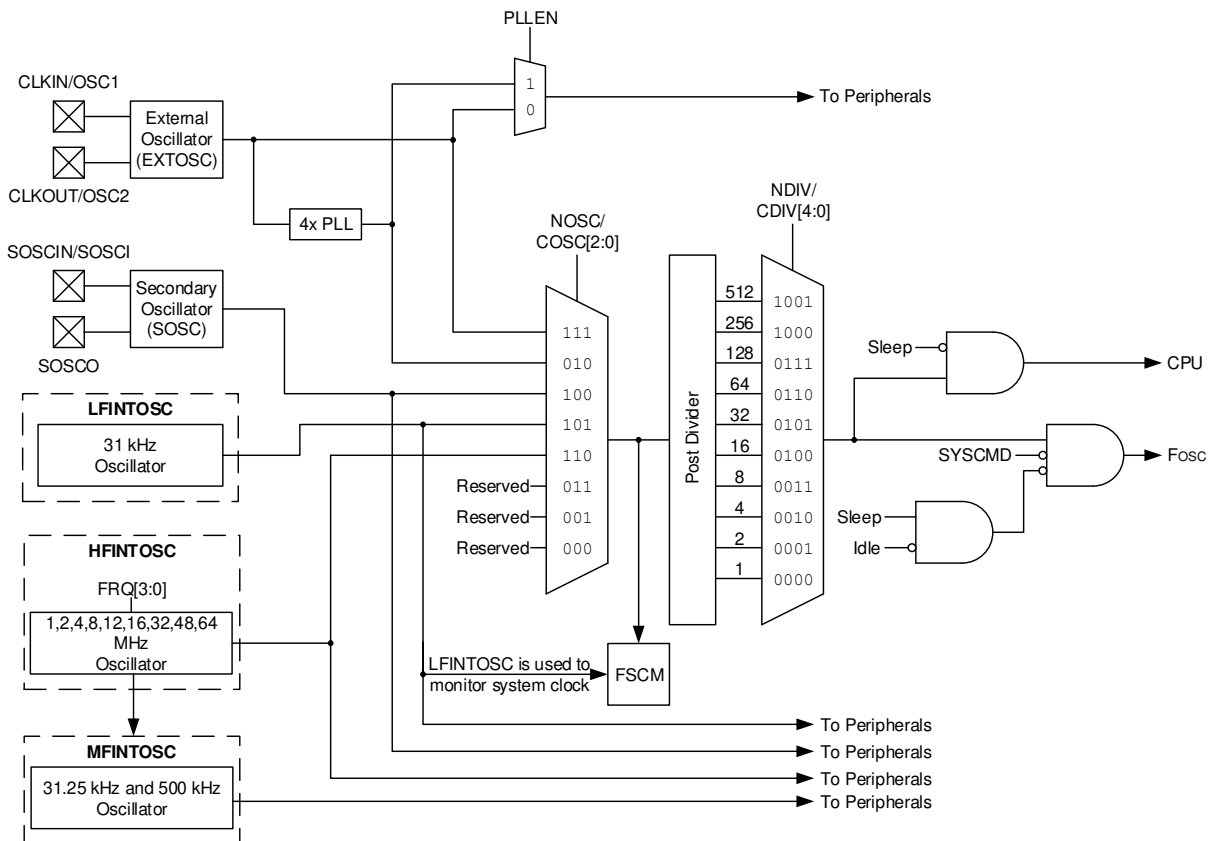 PLLEN
CLKIN/OSC1
1
0
To Peripherals
External
Oscillator
(EXTOSC)
CLKOUT/OSC2
4x PLL
NOSC/
COSC[2:0]
NDIV/
CDIV[4:0]
SOSCIN/SOSCI
Secondary
Oscillator
(SOSC)
SOSCO
111
010
100
101
110
011
001
000
Reserved
Reserved
Reserved
Post Divider
512
256
128
64
32
16
8
4
2
1
1001
1000
0111
0110
0101
0100
0011
0010
0001
0000
Sleep
CPU
SYSCMD
Fosc
Sleep
Idle
LFINTOSC
31 kHz
Oscillator
HFINTOSC
FRQ[3:0]
1,2,4,8,12,16,32,48,64
MHz
Oscillator
LFINTOSC is used to
monitor system clock
FSCM
MFINTOSC
31.25 kHz and 500 kHz
Oscillator
To Peripherals
To Peripherals
To Peripherals
To Peripherals